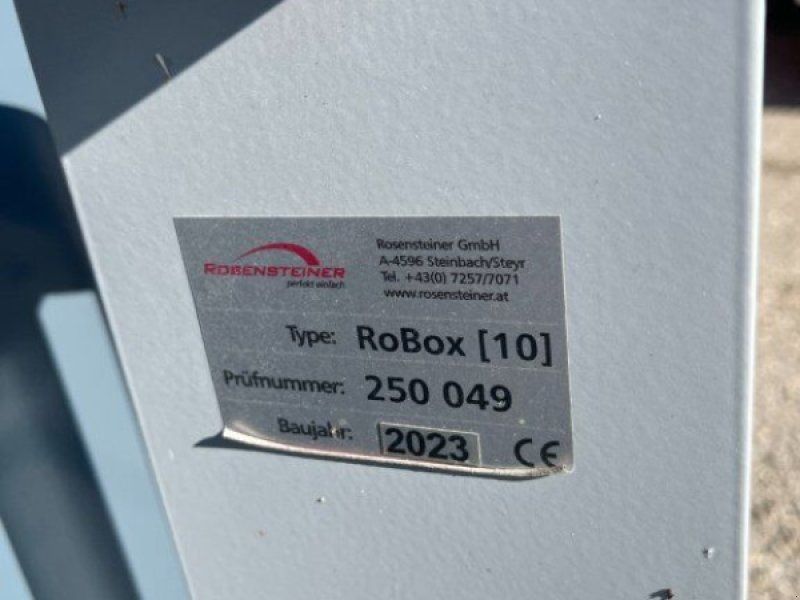 ROSENSTEINER
perfekt einfach
Rosensteiner GmbH
A-4596 Steinbach/Steyr
Tel. +43(0) 7257/7071
www.rosensteiner.at
Type: RoBox [10]
Prüfnummer: 250 049
Baujahr: 2023 CE